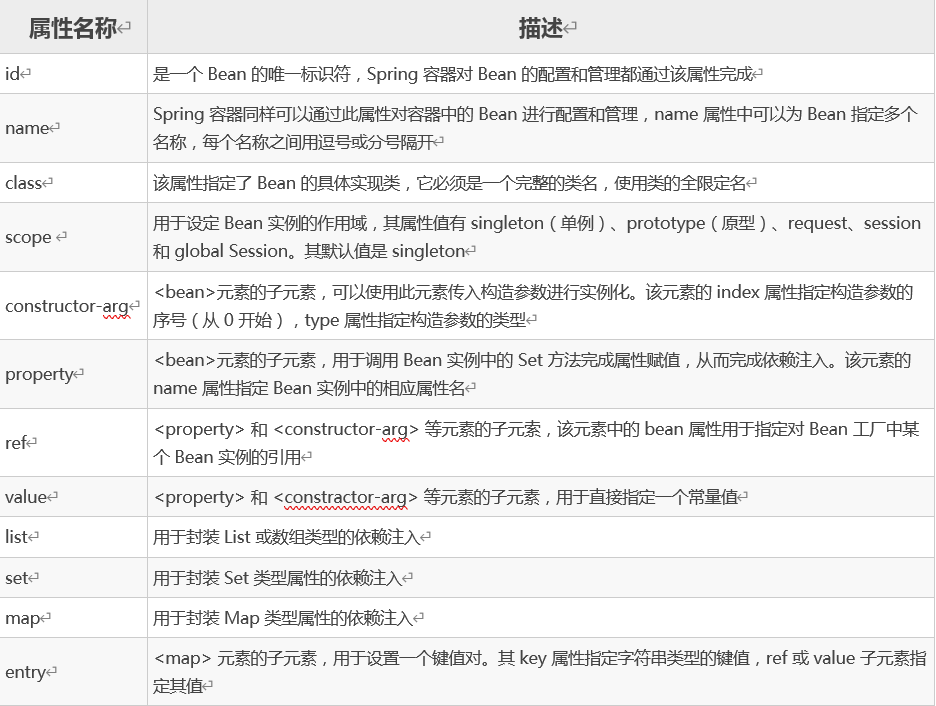 属性名称
描述
id
是一个 Bean 的唯一标识符，Spring 容器对 Bean 的配置和管理都通过该属性完成
name
Spring 容器同样可以通过此属性对容器中的 Bean 进行配置和管理，name 属性中可以为 Bean 指定多个
名称，每个名称之间用逗号或分号隔开
class
该属性指定了 Bean 的具体实现类，它必须是一个完整的类名，使用类的全限定名
scope
用于设定 Bean 实例的作用域，其属性值有 singleton（单例）、prototype（原型）、request、session
和 global Session。其默认值是 singleton
constructor-arg
<bean>元素的子元素，可以使用此元素传入构造参数进行实例化。该元素的 index 属性指定构造参数的
序号（从 0 开始），type 属性指定构造参数的类型
property
<bean>元素的子元素，用于调用 Bean 实例中的 Set 方法完成属性赋值，从而完成依赖注入。该元素的
name 属性指定 Bean 实例中的相应属性名
ref
<property> 和 <constructor-arg> 等元素的子元索，该元素中的 bean 属性用于指定对 Bean 工厂中某
个 Bean 实例的引用
value
<property> 和 <constractor-arg> 等元素的子元素，用于直接指定一个常量值
list
用于封装 List 或数组类型的依赖注入
set
用于封装 Set 类型属性的依赖注入
map
用于封装 Map 类型属性的依赖注入
entry
<map> 元素的子元素，用于设置一个键值对。其 key 属性指定字符串类型的键值，ref 或 value 子元素指
定其值